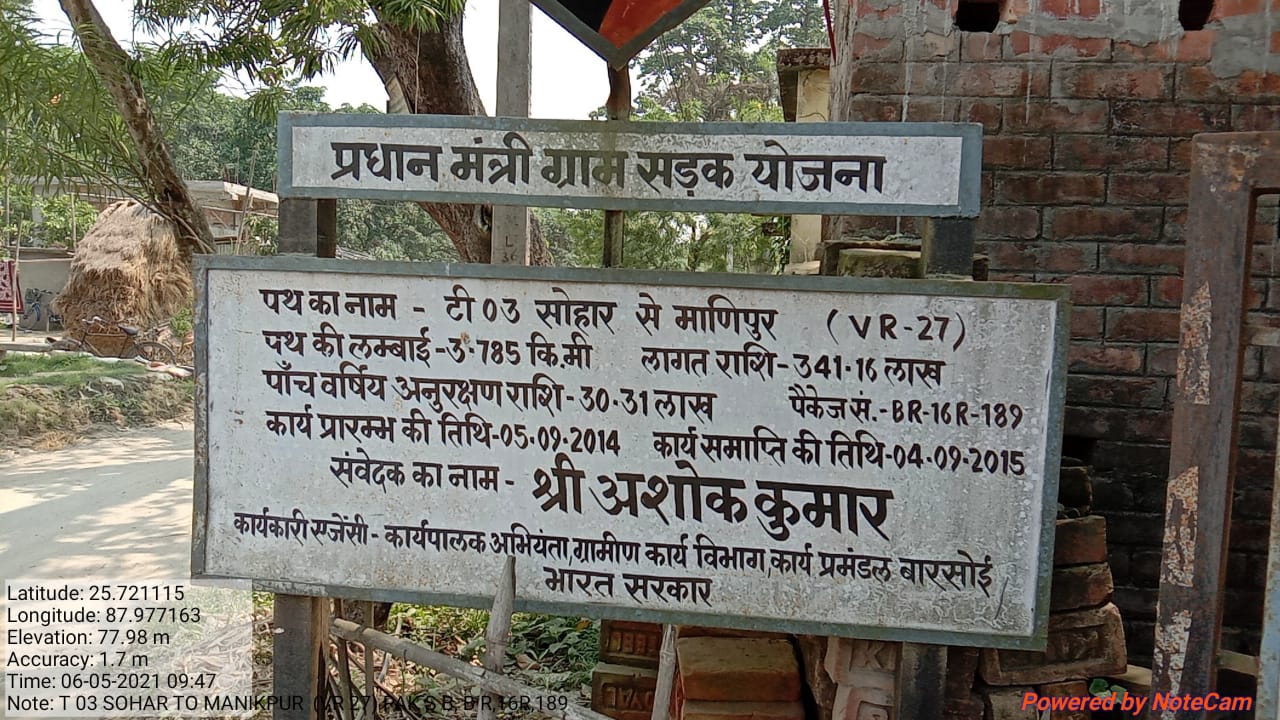 प्रधान मंत्री ग्राम सड़क योजना
पथ का नाम - टी 03 सोहार से माणिपुर (VR-27)
पथ की लम्बाई-3.785 कि.मी लागत राशि-341.16 लाख
पाँच वर्षिय अनुरक्षण राशि-30.31 लाख पैकेज सं.-BR-16R-189
कार्य प्रारम्भ की तिथि-05.09.2014 कार्य समाप्ति की तिथि-04.09.2015
संवेदक का नाम- श्री अशोक कुमार
कार्यकारी एजेंसी- कार्यपालक अभियंता,ग्रामीण कार्य विभाग,कार्य प्रमंडल बारसोई
भारत सरकार
Latitude: 25.721115
Longitude: 87.977163
Elevation: 77.98 m
Accuracy: 1.7 m
Time: 06-05-2021 09:47
Note: T 03 SOHAR TO MANIKPUR (VR 27) B,R,16R,189
Powered by NoteCam